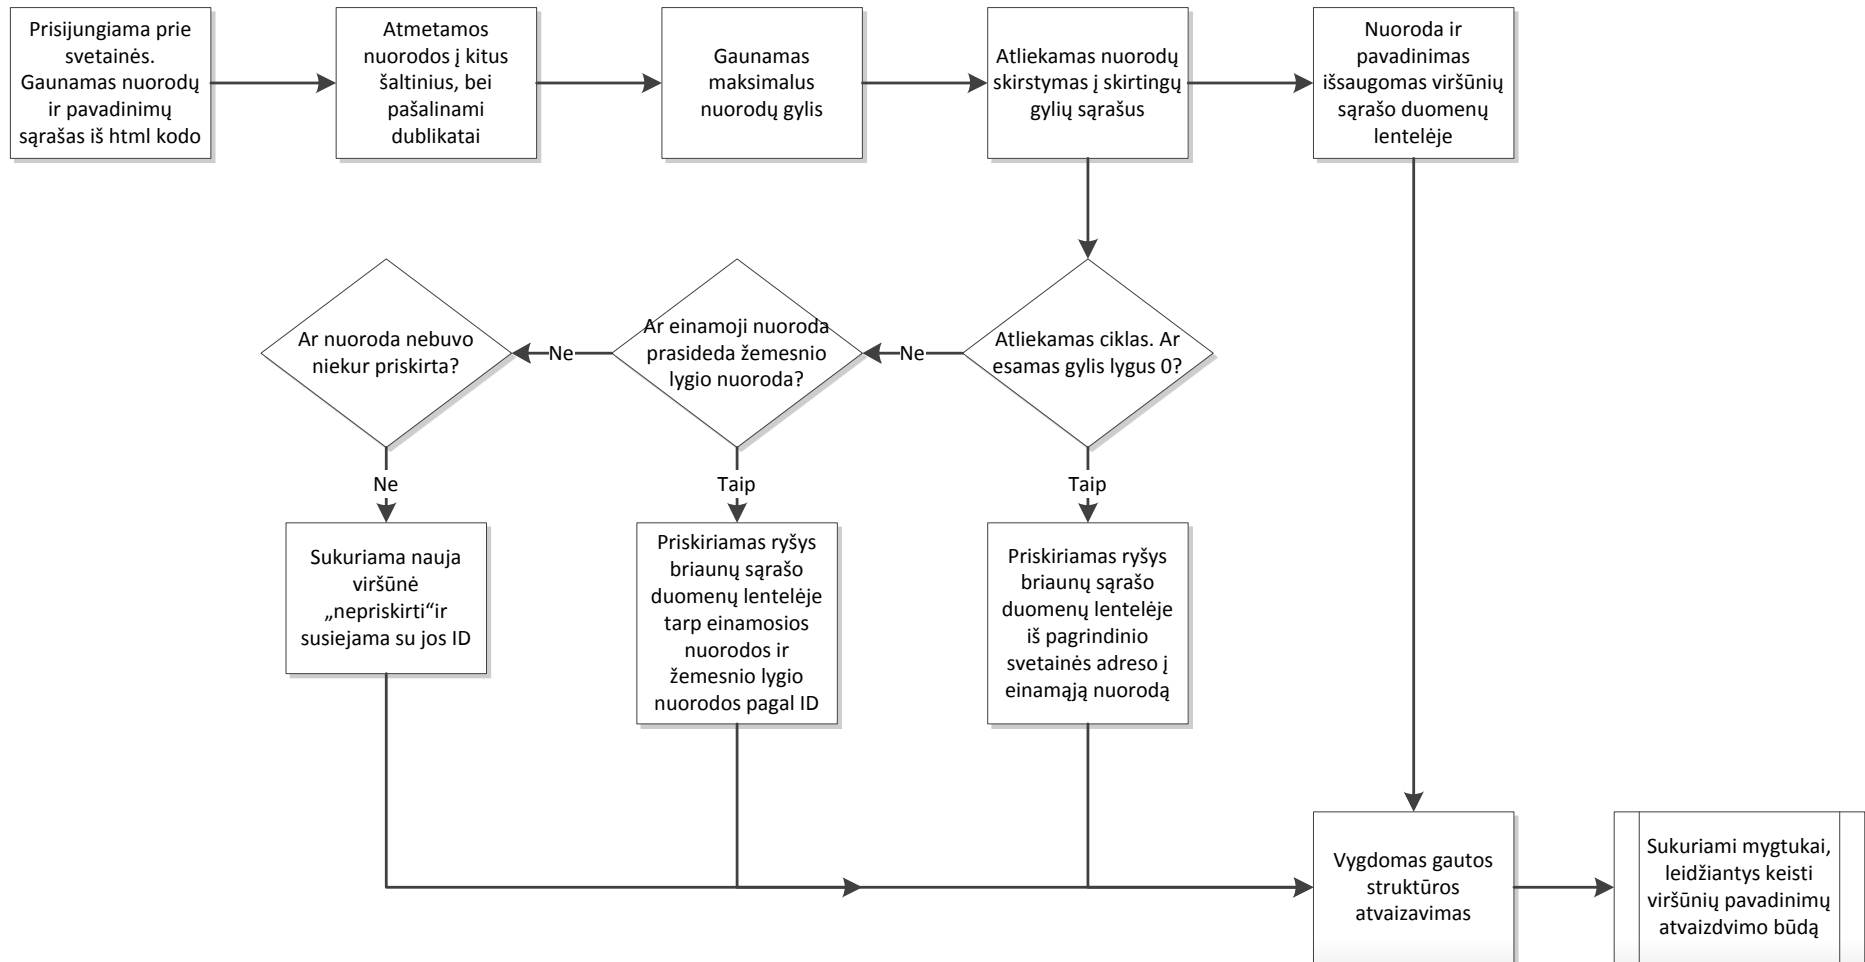 Prisijungiama prie
svetainės.
Gaunamas nuorodų
ir pavadinimų
sąrašas iš html kodo
Atmetamos
nuorodos į kitus
šaltinius, bei
pašalinami
dublikatai
Gaunamas
maksimalus
nuorodų gylis
Atliekamas nuorodų
skirstymas į skirtingų
gylių sąrašus
Nuoroda ir
pavadinimas
išsaugomas viršūnių
sąrašo duomenų
lentelėje
Ar nuoroda nebuvo
niekur priskirta?
Ne
Ar einamoji nuoroda
prasideda žemesnio
lygio nuoroda?
Ne
Atliekamas ciklas. Ar
esamas gylis lygus 0?
Ne
Taip
Taip
Sukuriama nauja
viršūnė
„nepriskirti“ir
susiejama su jos ID
Priskiriamas ryšys
briaunų sąrašo
duomenų lentelėje
tarp einamosios
nuorodos ir
žemesnio lygio
nuorodos pagal ID
Priskiriamas ryšys
briaunų sąrašo
duomenų lentelėje
iš pagrindinio
svetainės adreso į
einamąją nuorodą
Vygdomas gautos
struktūros
atvaizavimas
Sukuriami mygtukai,
leidžiantys keisti
viršūnių pavadinimų
atvaizdvimo būdą